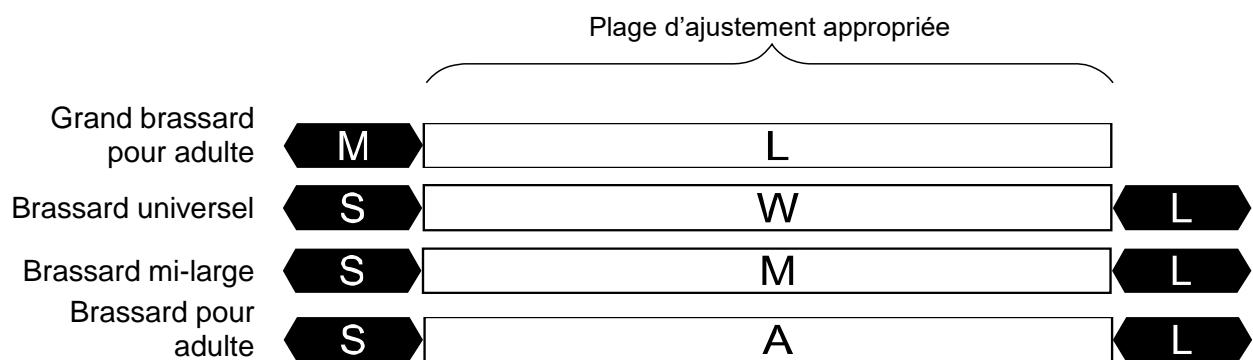 Plage d’ajustement appropriée
Grand brassard
pour adulte
M L
Brassard universel S W L
Brassard mi-large S M L
Brassard pour
adulte
S A L